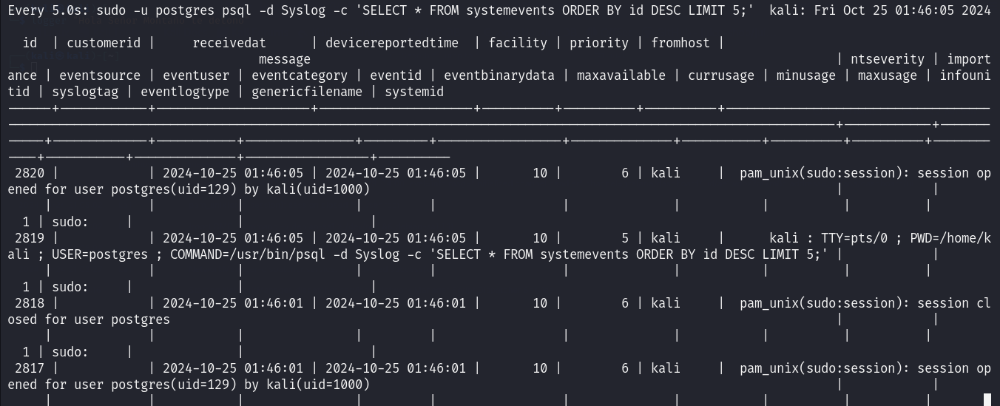 Every 5.0s: sudo -u postgres psql -d Syslog -c 'SELECT * FROM systemevents ORDER BY id DESC LIMIT 5;'  kali: Fri Oct 25 01:46:05 2024
id | customerid | receivedat | devicereportedtime | facility | priority | fromhost |
message | ntseverity | import
ance | eventsource | eventuser | eventcategory | eventid | eventbinarydata | maxavailable | currusage | minusage | maxusage | infouni
tid | syslogtag | eventlogtype | genericfilename | systemid
2820 | | 2024-10-25 01:46:05 | 2024-10-25 01:46:05 | 10 | 6 | kali | pam_unix(sudo:session): session op
ened for user postgres(uid=129) by kali(uid=1000) | |
| | | | | | | | | |
1 | sudo: | | |
2819 | | 2024-10-25 01:46:05 | 2024-10-25 01:46:05 | 10 | 5 | kali | kali : TTY=pts/0 ; PWD=/home/k
ali ; USER=postgres ; COMMAND=/usr/bin/psql -d Syslog -c 'SELECT * FROM systemevents ORDER BY id DESC LIMIT 5;' | |
| | | | | | | | | |
1 | sudo: | | |
2818 | | 2024-10-25 01:46:01 | 2024-10-25 01:46:01 | 10 | 6 | kali | pam_unix(sudo:session): session cl
osed for user postgres | |
| | | | | | | | | |
1 | sudo: | | |
2817 | | 2024-10-25 01:46:01 | 2024-10-25 01:46:01 | 10 | 6 | kali | pam_unix(sudo:session): session op
ened for user postgres(uid=129) by kali(uid=1000) | |
| | | | | | | | | |